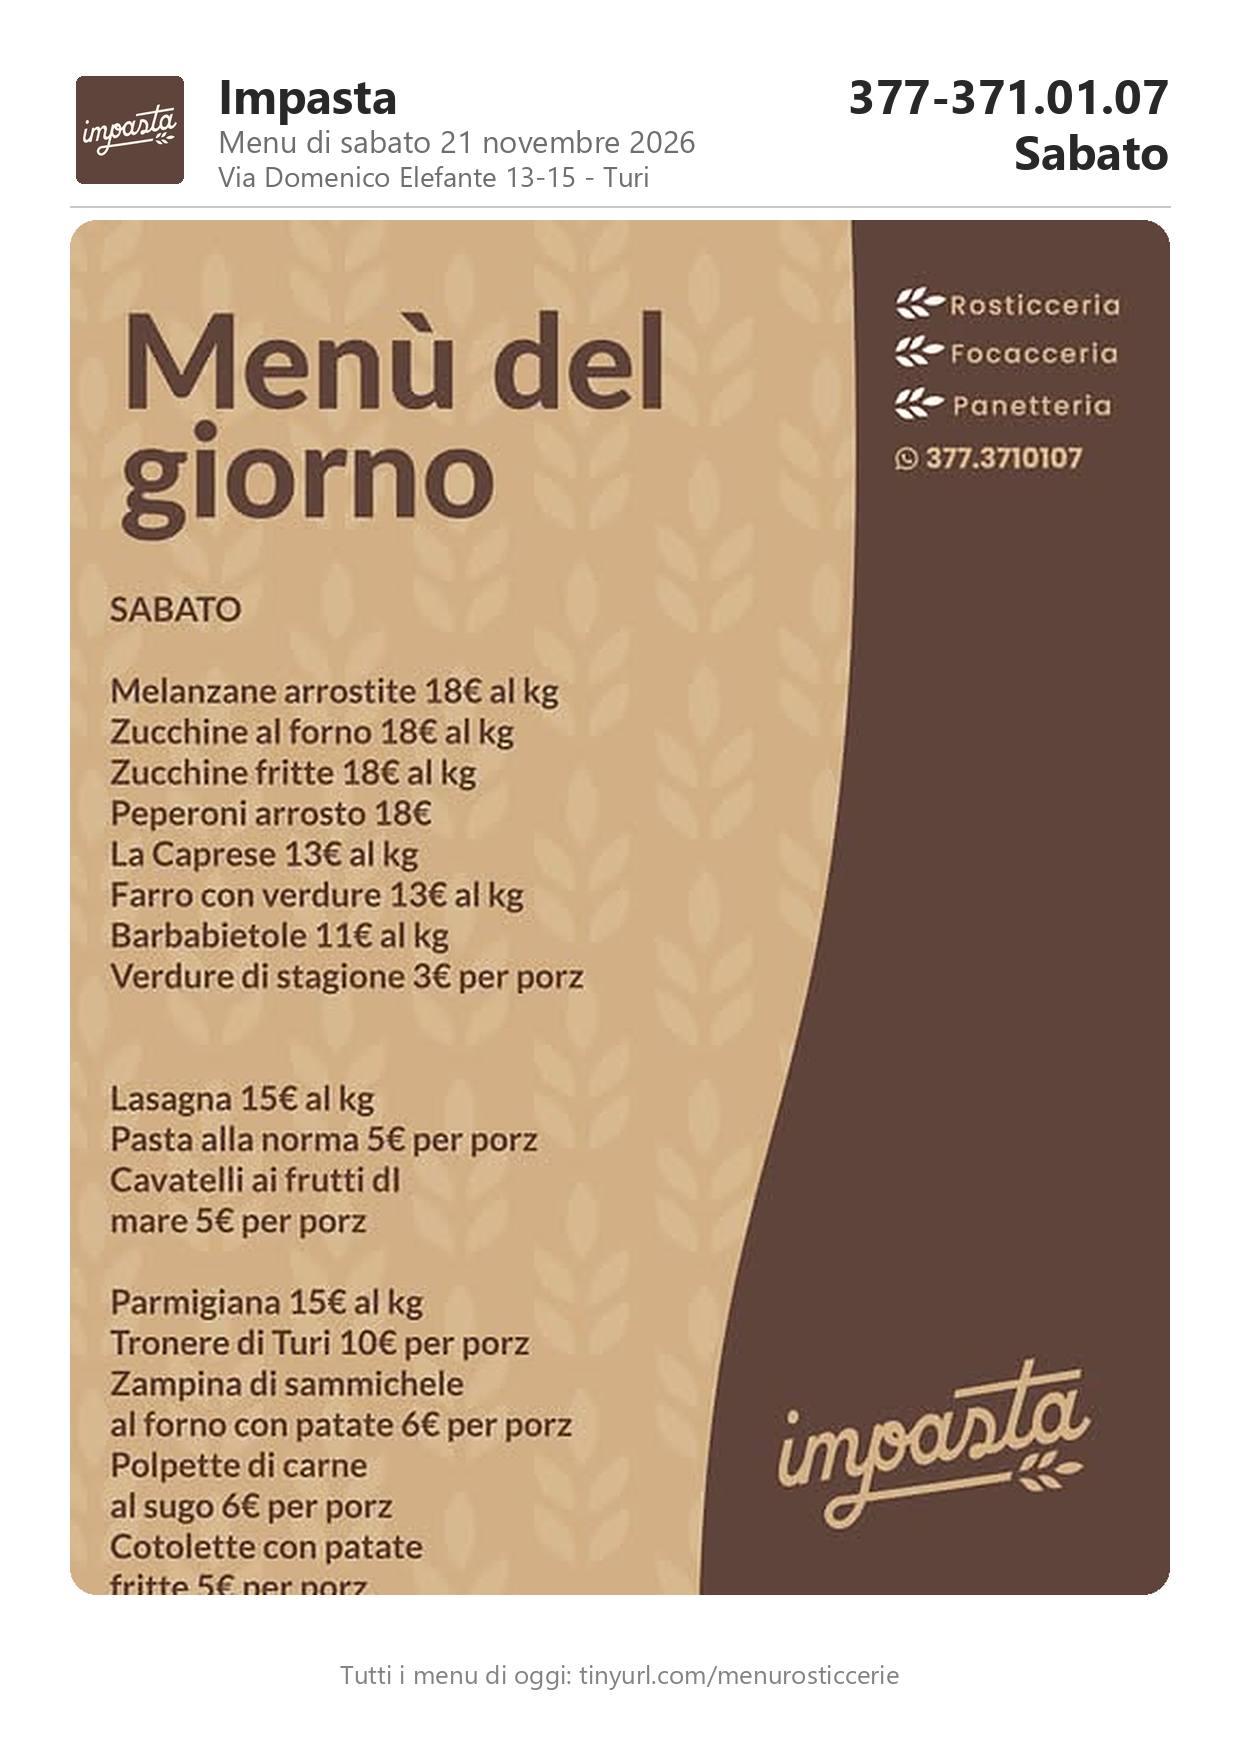 impasta
Impasta
Menu di sabato 21 novembre 2026
Via Domenico Elefante 13-15 - Turi
377-371.01.07
Sabato
Menù del
giorno
Rosticceria
Focacceria
Panetteria
377.3710107
SABATO
Melanzane arrostite 18€ al kg
Zucchine al forno 18€ al kg
Zucchine fritte 18€ al kg
Peperoni arrosto 18€
La Caprese 13€ al kg
Farro con verdure 13€ al kg
Barbabietole 11€ al kg
Verdure di stagione 3€ per porz
Lasagna 15€ al kg
Pasta alla norma 5€ per porz
Cavatelli ai frutti dI
mare 5€ per porz
Parmigiana 15€ al kg
Tronere di Turi 10€ per porz
Zampina di sammichele
al forno con patate 6€ per porz
Polpette di carne
al sugo 6€ per porz
Cotolette con patate
fritte 5€ per porz
impasta
Tutti i menu di oggi: tinyurl.com/menurosticcerie